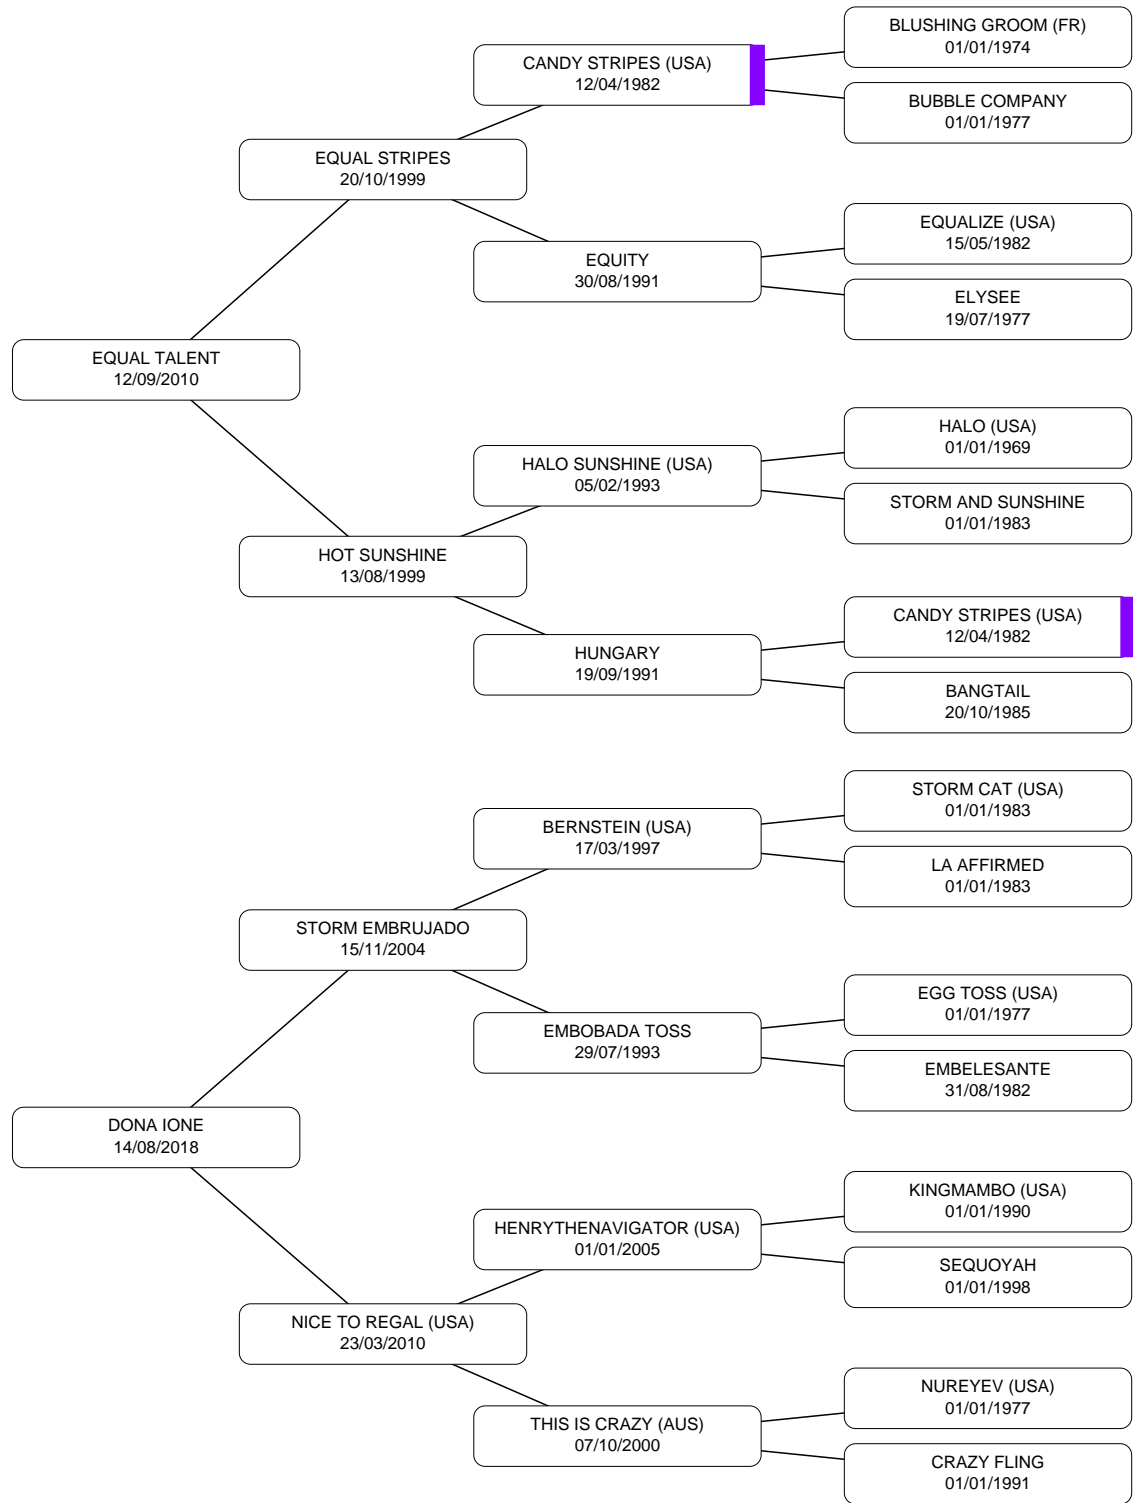 BLUSHING GROOM (FR)
01/01/1974
CANDY STRIPES (USA)
12/04/1982
BUBBLE COMPANY
01/01/1977
EQUAL STRIPES
20/10/1999
EQUALIZE (USA)
15/05/1982
EQUITY
30/08/1991
ELYSEE
19/07/1977
EQUAL TALENT
12/09/2010
HALO (USA)
01/01/1969
HALO SUNSHINE (USA)
05/02/1993
STORM AND SUNSHINE
01/01/1983
HOT SUNSHINE
13/08/1999
CANDY STRIPES (USA)
12/04/1982
HUNGARY
19/09/1991
BANGTAIL
20/10/1985
STORM CAT (USA)
01/01/1983
BERNSTEIN (USA)
17/03/1997
LA AFFIRMED
01/01/1983
STORM EMBRUJADO
15/11/2004
EGG TOSS (USA)
01/01/1977
EMBOBADA TOSS
29/07/1993
EMBELESANTE
31/08/1982
DONA IONE
14/08/2018
KINGMAMBO (USA)
01/01/1990
HENRYTHENAVIGATOR (USA)
01/01/2005
SEQUOYAH
01/01/1998
NICE TO REGAL (USA)
23/03/2010
NUREYEV (USA)
01/01/1977
THIS IS CRAZY (AUS)
07/10/2000
CRAZY FLING
01/01/1991